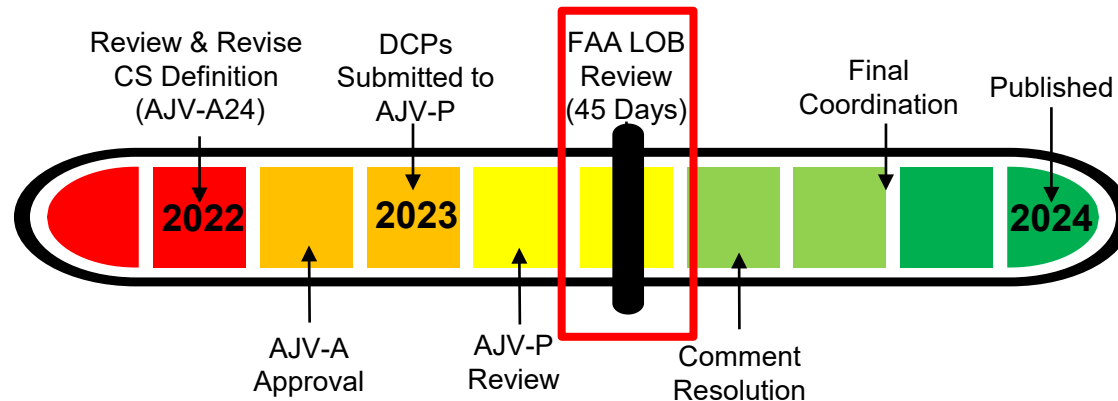 Review & Revise
CS Definition
(AJV-A24)
DCPs
Submitted to
AJV-P
FAA LOB
Review
(45 Days)
Final
Coordination
Published
2022
2023
2024
AJV-A
Approval
AJV-P
Review
Comment
Resolution